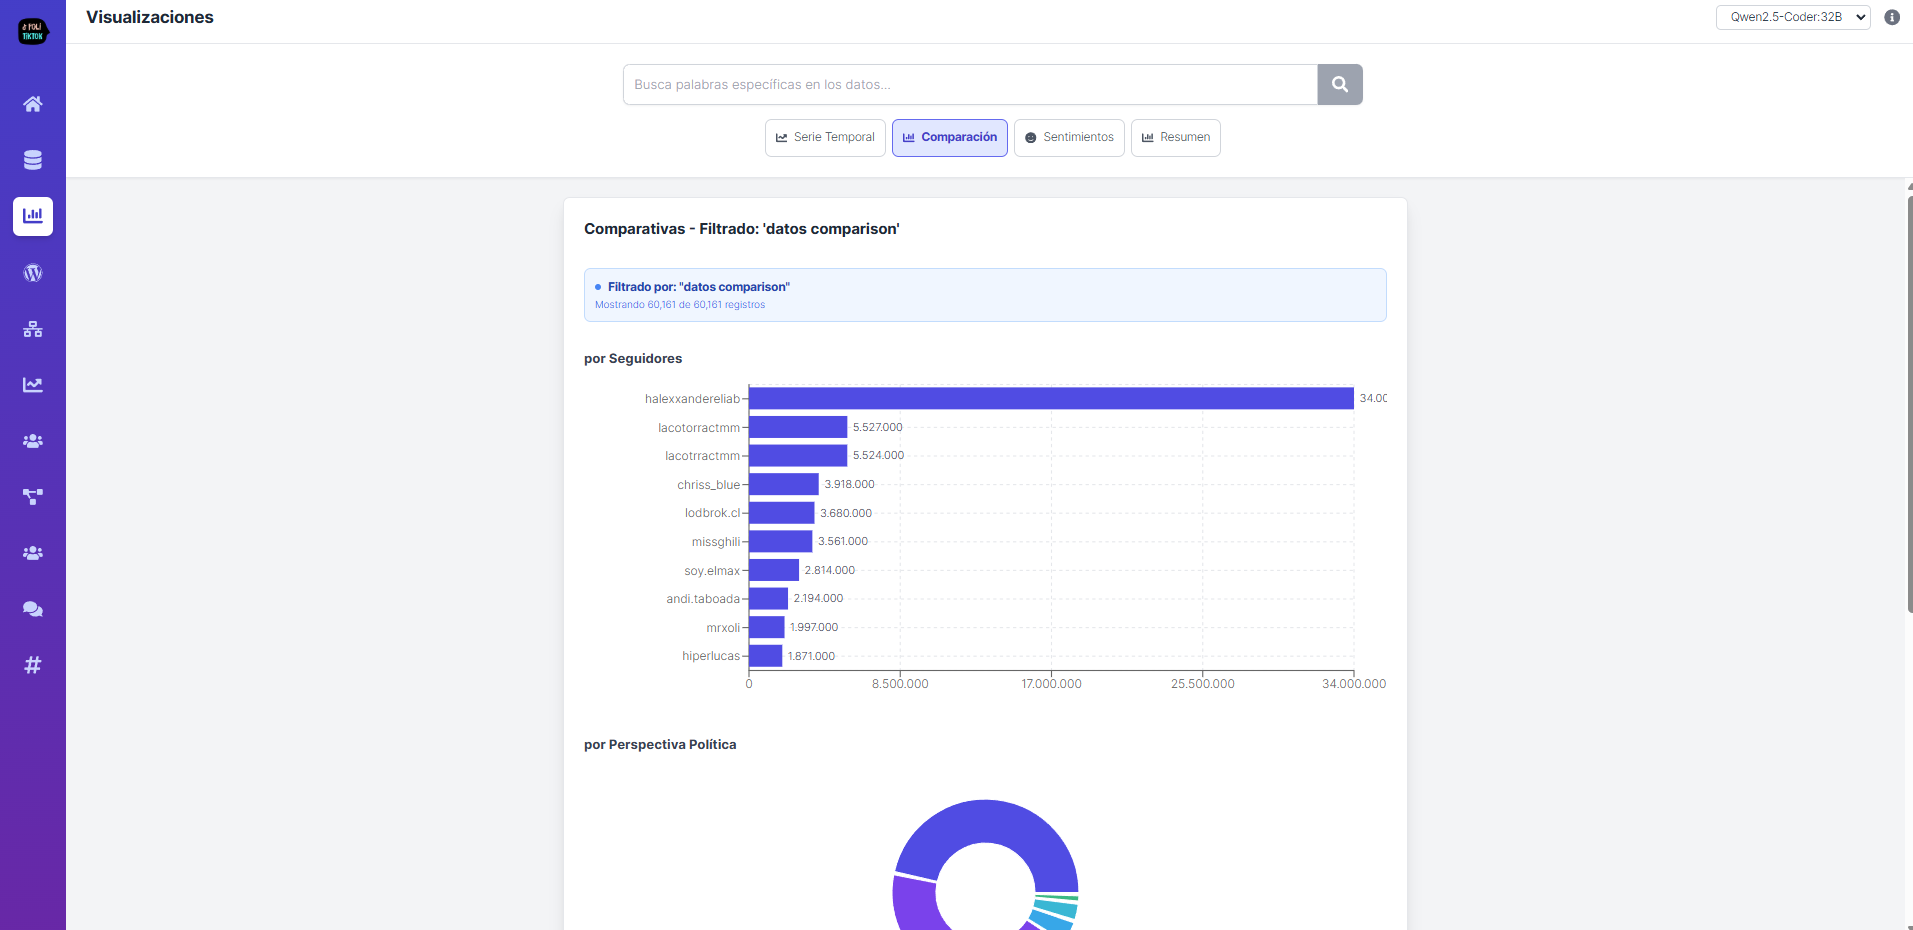 POLI
TIKTON
Visualizaciones
Qwen2.5-Coder:32B
Busca palabras específicas en los datos...
Serie Temporal
Comparación
Sentimientos
Resumen
Comparativas - Filtrado: 'datos comparison'
Filtrado por: "datos comparison"
Mostrando 60,161 de 60,161 registros
por Seguidores
halexxandereliab 34.00
lacotorractmm 5.527.000
lacotrractmm 5.524.000
chriss_blue 3.918.000
lodbrok.cl 3.680.000
missghili 3.561.000
soy.elmax 2.814.000
andi.taboada 2.194.000
mrxoli 1.997.000
hiperlucas 1.871.000
0 8.500.000 17.000.000 25.500.000 34.000.000
por Perspectiva Política